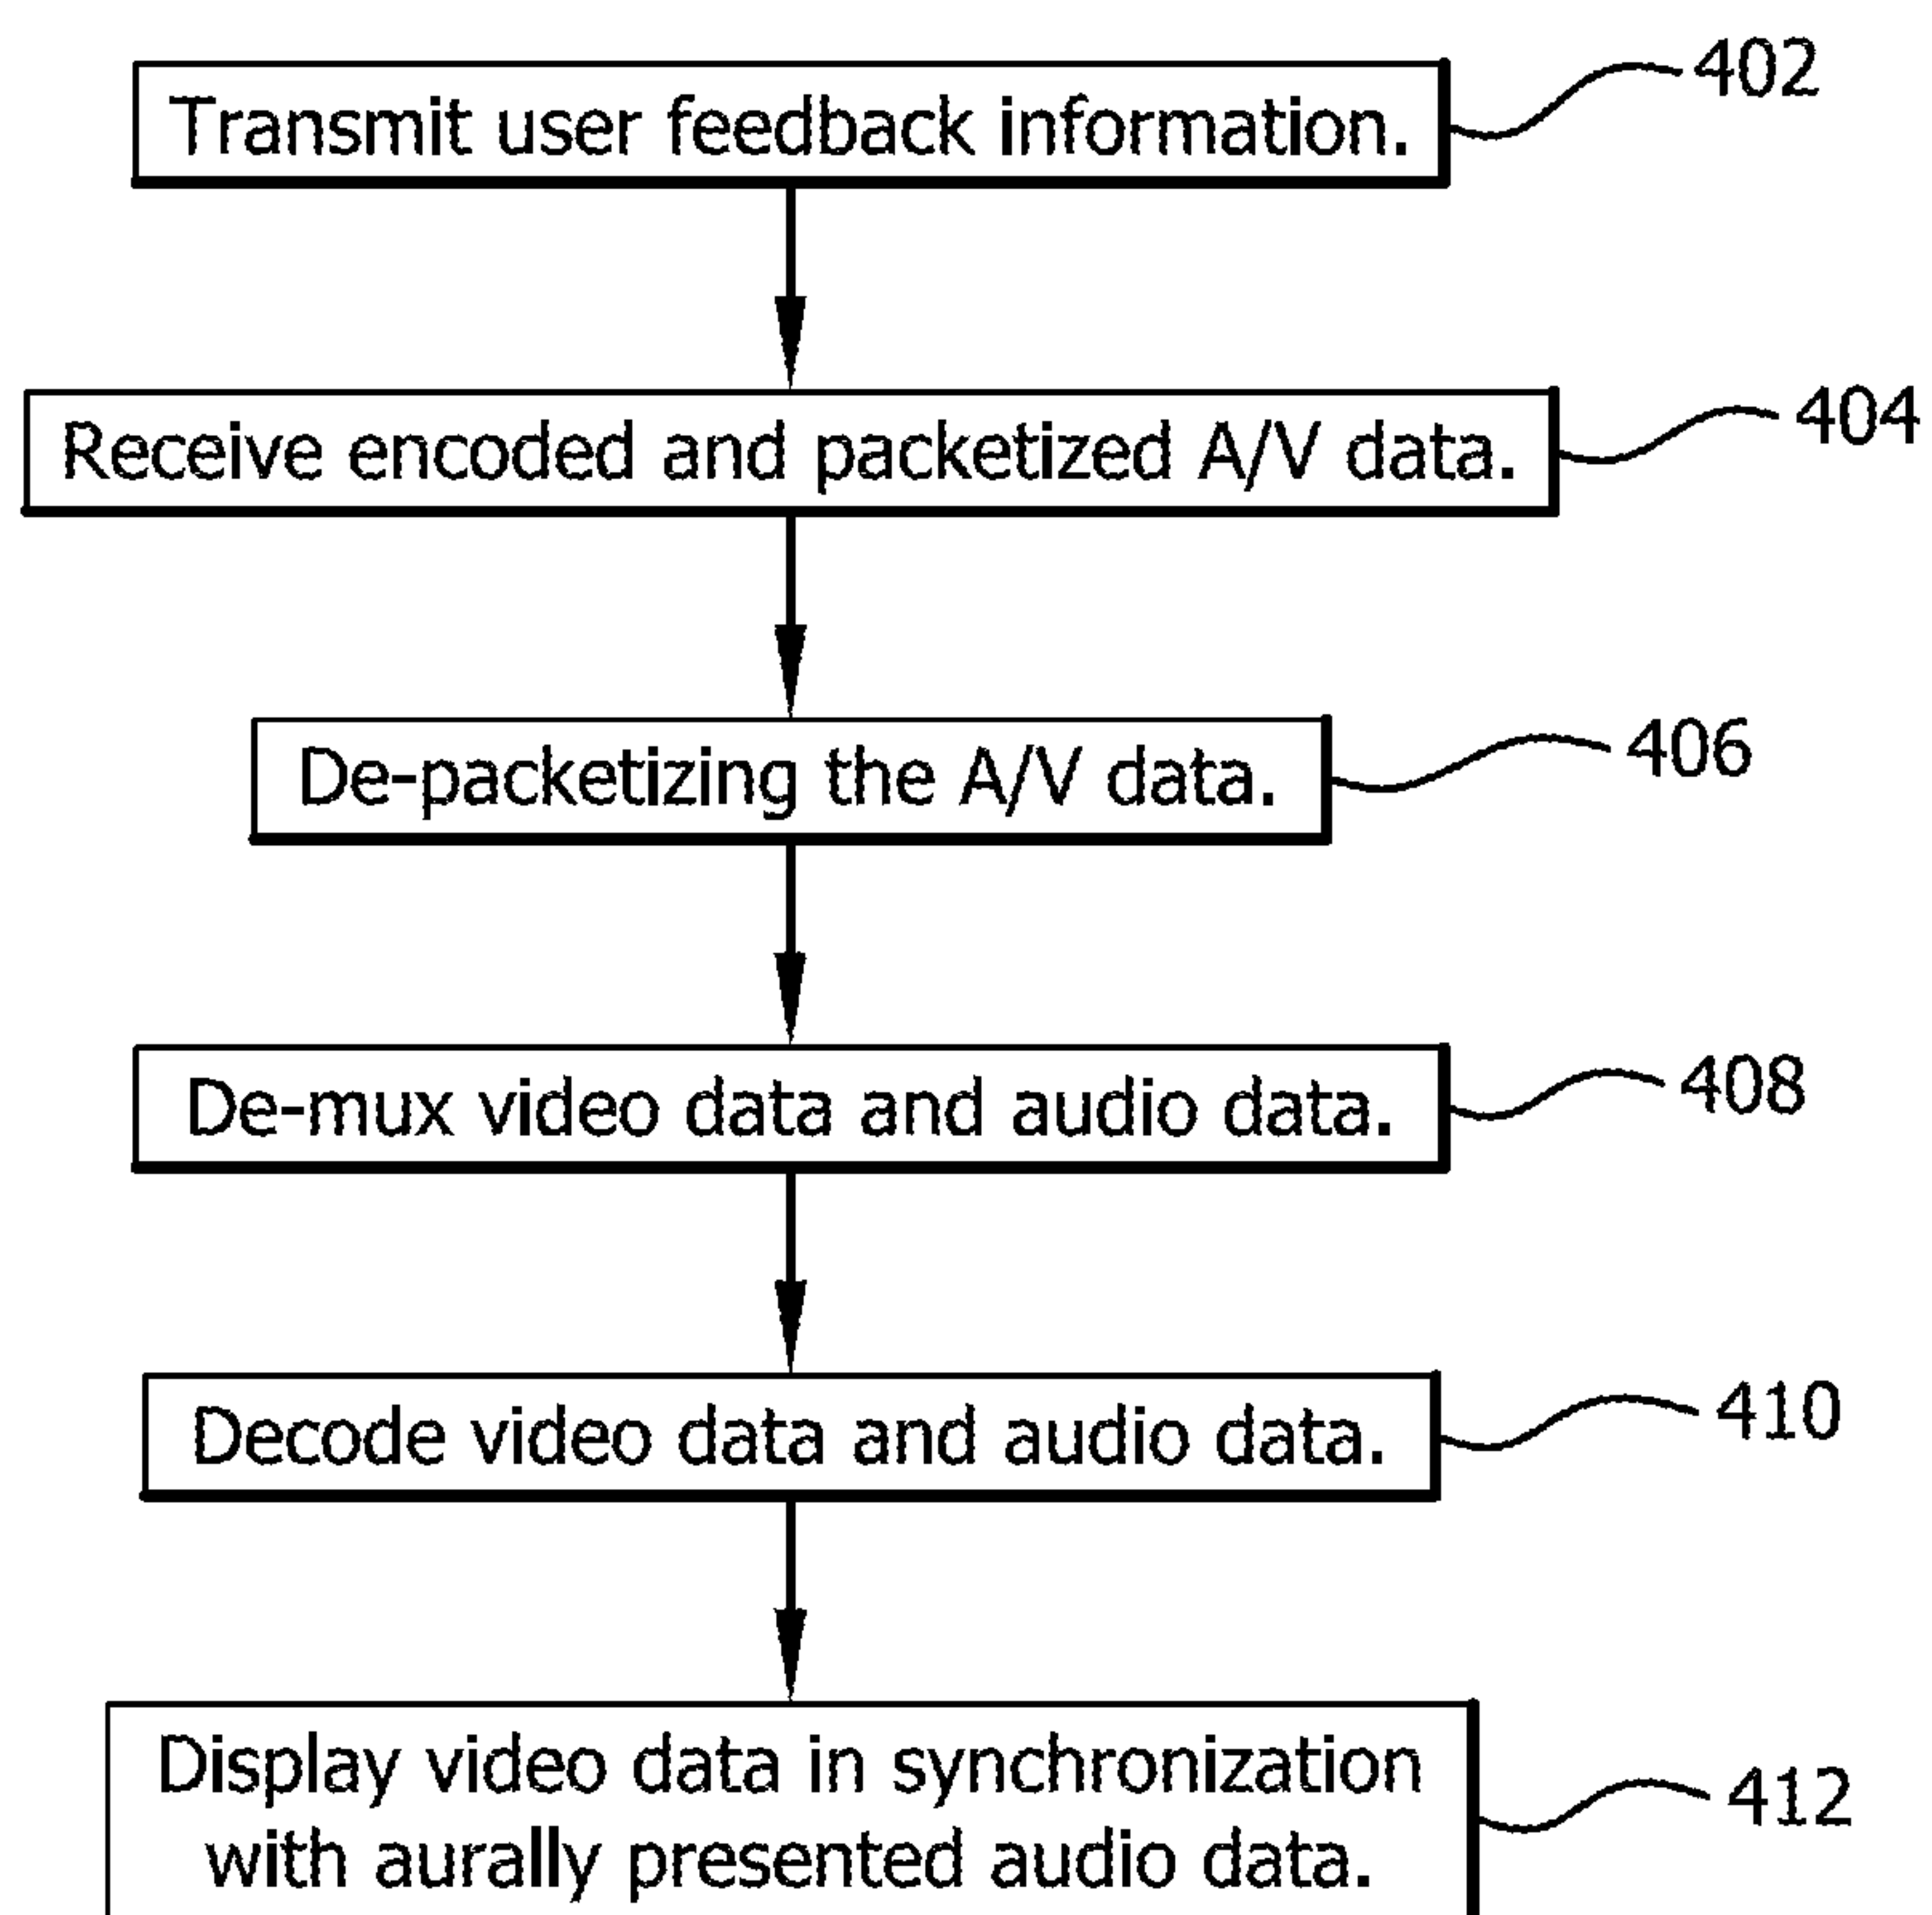 Transmit user feedback information.
402
Receive encoded and packetized A/V data.
404
De-packetizing the A/V data.
406
De-mux video data and audio data.
408
Decode video data and audio data.
410
Display video data in synchronization
with aurally presented audio data.
412